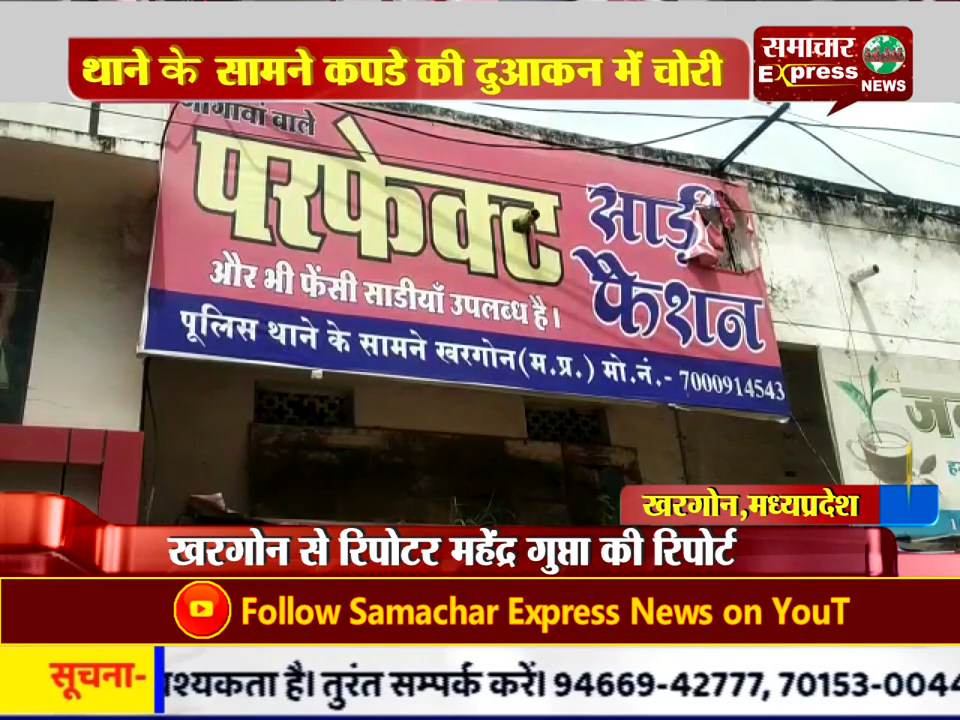 थाने के सामने कपडे की दुआकन में चोरी
समाचार
Express
NEWS
गोगावां वाले
परफेक्ट साड़ी फैशन
और भी फेंसी साडीयाँ उपलब्ध है।
पूलिस थाने के सामने खरगोन(म.प्र.) मो.नं.- 7000914543
खरगोन,मध्यप्रदेश
खरगोन से रिपोटर महेंद्र गुप्ता की रिपोर्ट
Follow Samachar Express News on YouT
सूचना- श्यकता है। तुरंत सम्पर्क करें। 94669-42777, 70153-0044